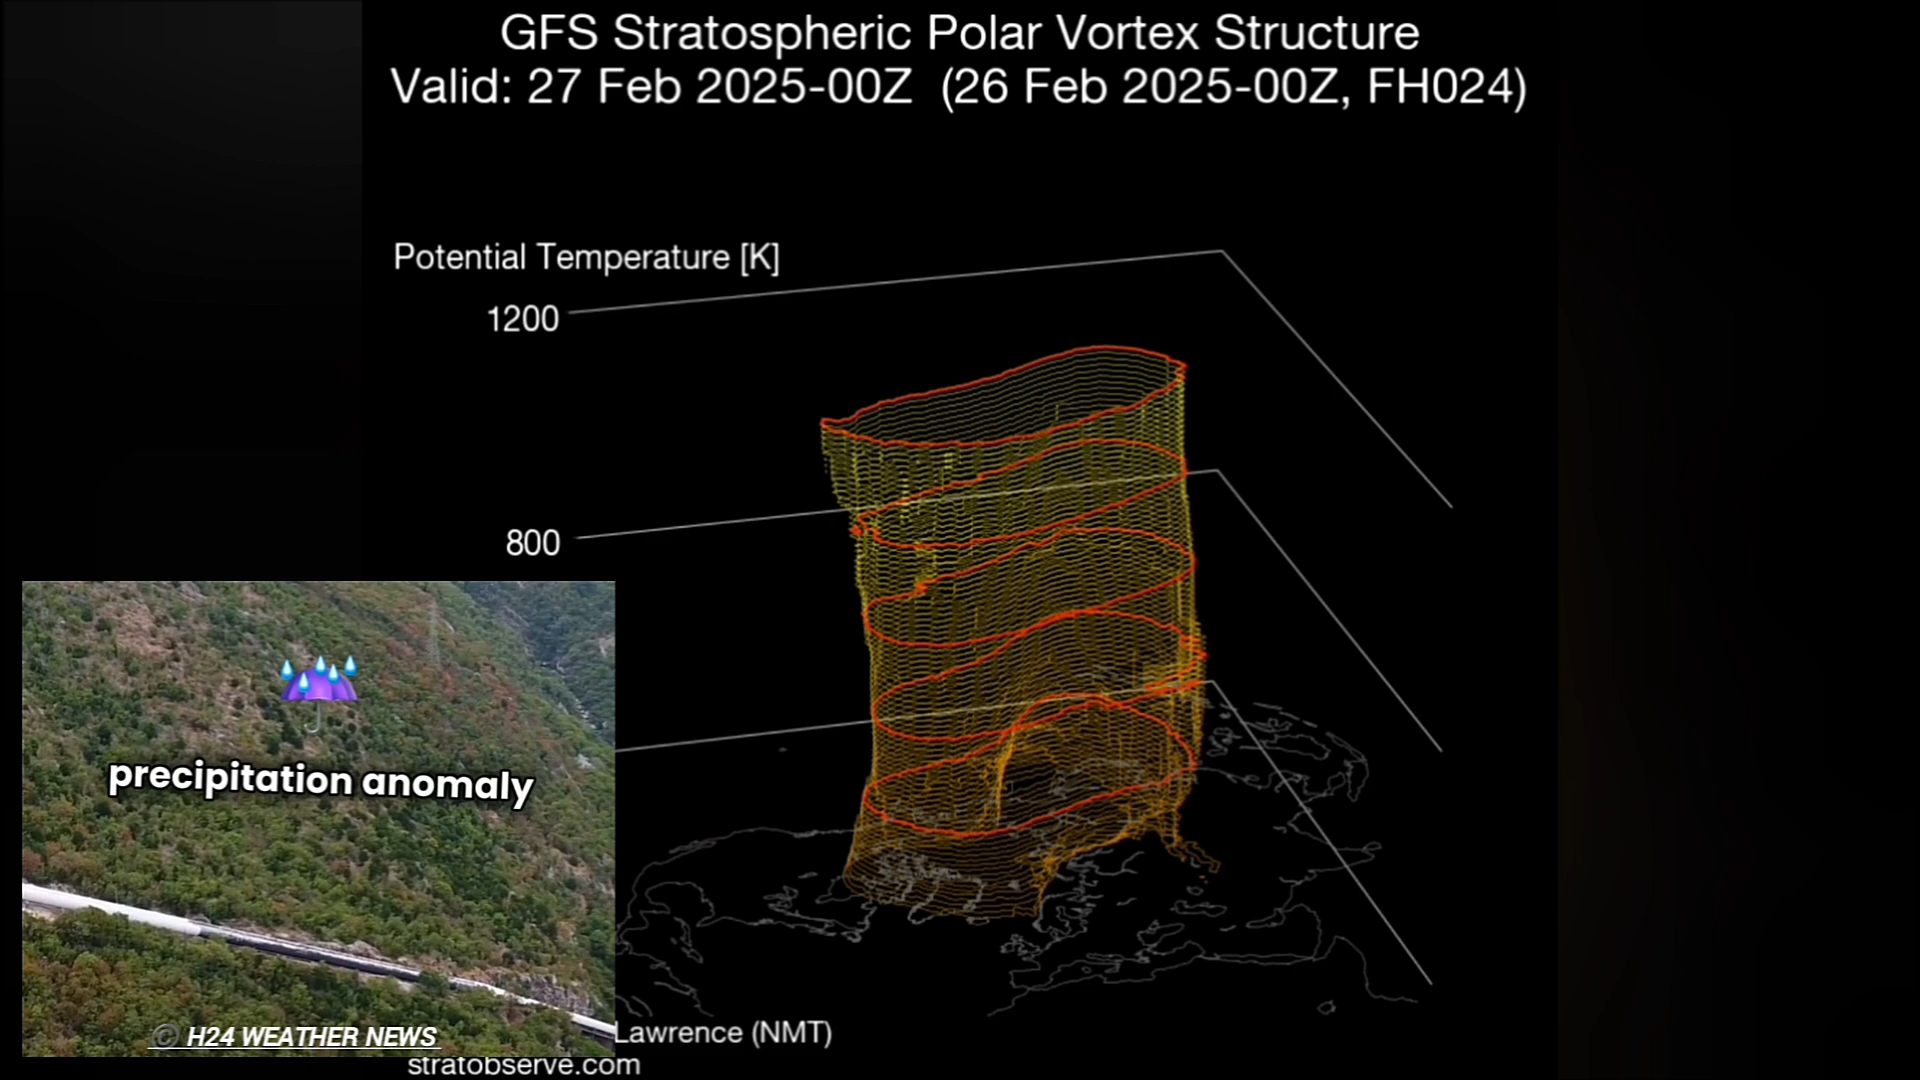 GFS Stratospheric Polar Vortex Structure
Valid: 27 Feb 2025-00Z (26 Feb 2025-00Z, FH024)
Potential Temperature [K]
1200
800
precipitation anomaly
© H24 WEATHER NEWS
Lawrence (NMT)
stratobserve.com